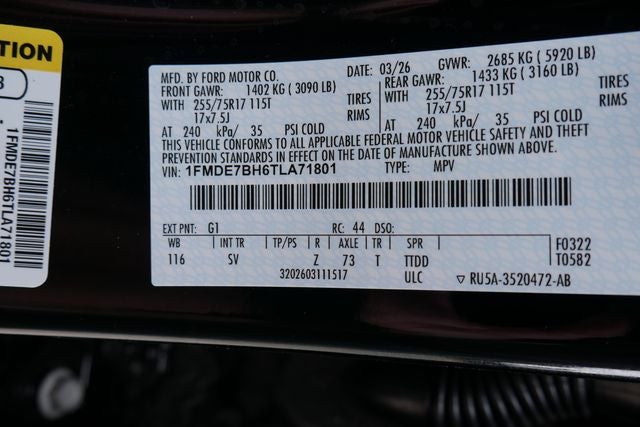 TION
1FMDE7BH6TLA71801
MFD. BY FORD MOTOR CO. DATE: 03/26 GVWR: 2685 KG ( 5920 LB)
FRONT GAWR: 1402 KG ( 3090 LB) REAR GAWR: 1433 KG ( 3160 LB)
WITH 255/75R17 115T TIRES WITH 255/75R17 115T TIRES
17x7.5J RIMS 17x7.5J RIMS
AT 240 kPa/ 35 PSI COLD AT 240 kPa/ 35 PSI COLD
THIS VEHICLE CONFORMS TO ALL APPLICABLE FEDERAL MOTOR VEHICLE SAFETY AND THEFT
PREVENTION STANDARDS IN EFFECT ON THE DATE OF MANUFACTURE SHOWN ABOVE.
VIN: 1FMDE7BH6TLA71801 TYPE: MPV
EXT PNT: G1 RC: 44 DSO:
WB INT TR TP/PS R AXLE TR SPR F0322
116 SV Z 73 T TTDD T0582
3202603111517 ULC RU5A-3520472-AB